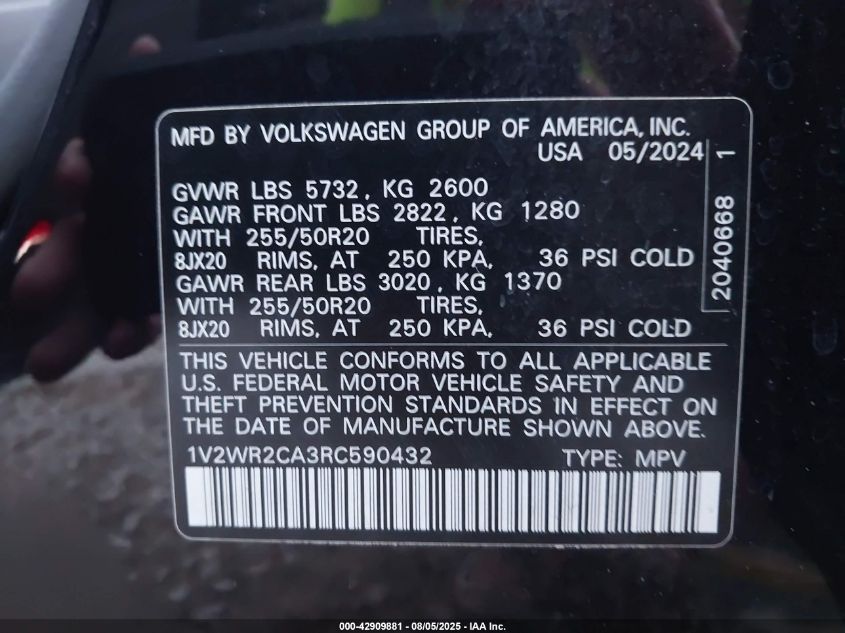 MFD BY VOLKSWAGEN GROUP OF AMERICA, INC.
USA 05/2024
GVWR LBS 5732, KG 2600
GAWR FRONT LBS 2822, KG 1280
WITH 255/50R20 TIRES,
8JX20 RIMS, AT 250 KPA, 36 PSI COLD
GAWR REAR LBS 3020, KG 1370
WITH 255/50R20 TIRES,
8JX20 RIMS, AT 250 KPA, 36 PSI COLD
2040668 1
THIS VEHICLE CONFORMS TO ALL APPLICABLE
U.S. FEDERAL MOTOR VEHICLE SAFETY AND
THEFT PREVENTION STANDARDS IN EFFECT ON
THE DATE OF MANUFACTURE SHOWN ABOVE.
1V2WR2CA3RC590432 TYPE: MPV
000-42909881 - 08/05/2025 - IAA Inc.